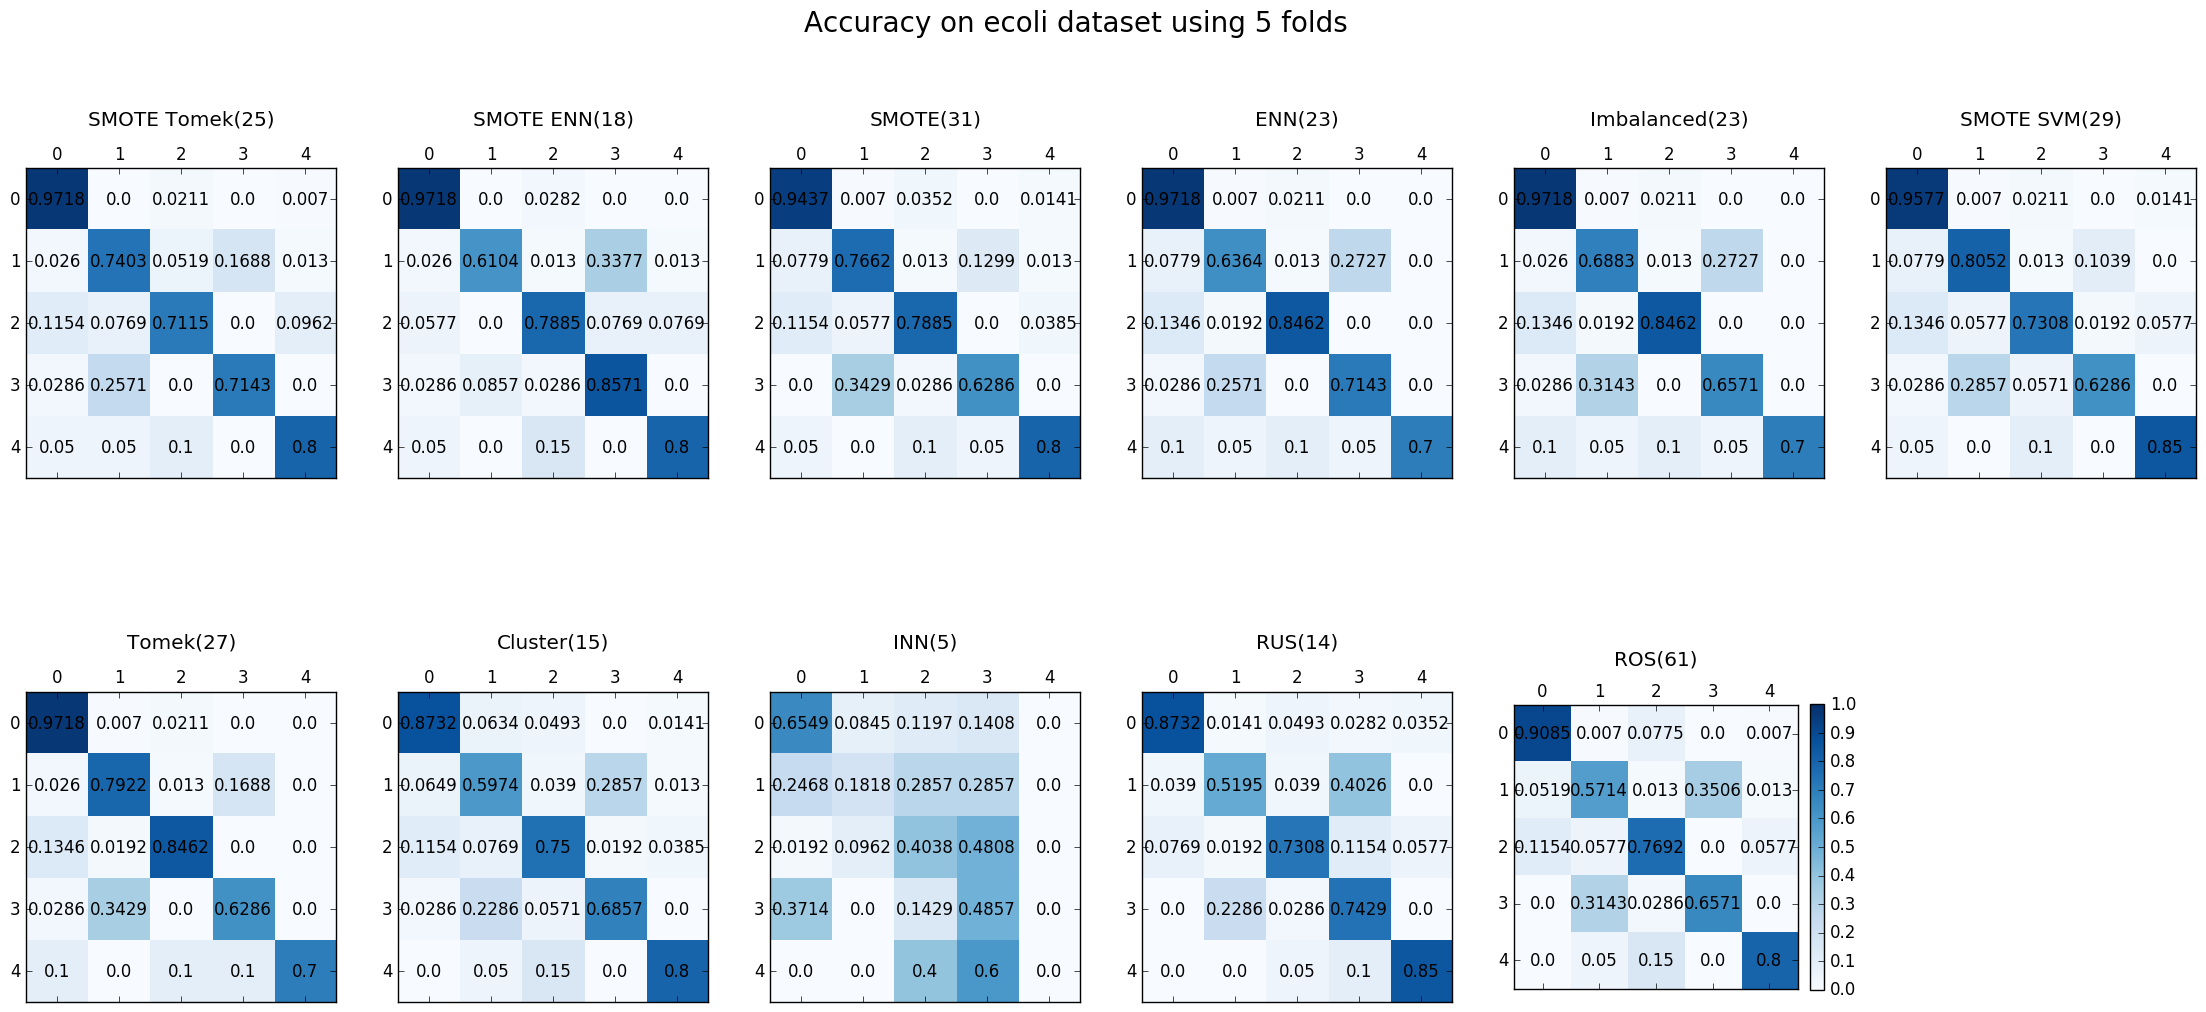 Accuracy on ecoli dataset using 5 folds
SMOTE Tomek(25)
0 1 2 3 4
0 0.9718 0.0 0.0211 0.0 0.007
1 0.026 0.7403 0.0519 0.1688 0.013
2 0.1154 0.0769 0.7115 0.0 0.0962
3 0.0286 0.2571 0.0 0.7143 0.0
4 0.05 0.05 0.1 0.0 0.8
SMOTE ENN(18)
0 1 2 3 4
0 0.9718 0.0 0.0282 0.0 0.0
1 0.026 0.6104 0.013 0.3377 0.013
2 0.0577 0.0 0.7885 0.0769 0.0769
3 0.0286 0.0857 0.0286 0.8571 0.0
4 0.05 0.0 0.15 0.0 0.8
SMOTE(31)
0 1 2 3 4
0 0.9437 0.007 0.0352 0.0 0.0141
1 0.0779 0.7662 0.013 0.1299 0.013
2 0.1154 0.0577 0.7885 0.0 0.0385
3 0.0 0.3429 0.0286 0.6286 0.0
4 0.05 0.0 0.1 0.05 0.8
ENN(23)
0 1 2 3 4
0 0.9718 0.007 0.0211 0.0 0.0
1 0.0779 0.6364 0.013 0.2727 0.0
2 0.1346 0.0192 0.8462 0.0 0.0
3 0.0286 0.2571 0.0 0.7143 0.0
4 0.1 0.05 0.1 0.05 0.7
Imbalanced(23)
0 1 2 3 4
0 0.9718 0.007 0.0211 0.0 0.0
1 0.026 0.6883 0.013 0.2727 0.0
2 0.1346 0.0192 0.8462 0.0 0.0
3 0.0286 0.3143 0.0 0.6571 0.0
4 0.1 0.05 0.1 0.05 0.7
SMOTE SVM(29)
0 1 2 3 4
0 0.9577 0.007 0.0211 0.0 0.0141
1 0.0779 0.8052 0.013 0.1039 0.0
2 0.1346 0.0577 0.7308 0.0192 0.0577
3 0.0286 0.2857 0.0571 0.6286 0.0
4 0.05 0.0 0.1 0.0 0.85
Tomek(27)
0 1 2 3 4
0 0.9718 0.007 0.0211 0.0 0.0
1 0.026 0.7922 0.013 0.1688 0.0
2 0.1346 0.0192 0.8462 0.0 0.0
3 0.0286 0.3429 0.0 0.6286 0.0
4 0.1 0.0 0.1 0.1 0.7
Cluster(15)
0 1 2 3 4
0 0.8732 0.0634 0.0493 0.0 0.0141
1 0.0649 0.5974 0.039 0.2857 0.013
2 0.1154 0.0769 0.75 0.0192 0.0385
3 0.0286 0.2286 0.0571 0.6857 0.0
4 0.0 0.05 0.15 0.0 0.8
INN(5)
0 1 2 3 4
0 0.6549 0.0845 0.1197 0.1408 0.0
1 0.2468 0.1818 0.2857 0.2857 0.0
2 0.0192 0.0962 0.4038 0.4808 0.0
3 0.3714 0.0 0.1429 0.4857 0.0
4 0.0 0.0 0.4 0.6 0.0
RUS(14)
0 1 2 3 4
0 0.8732 0.0141 0.0493 0.0282 0.0352
1 0.039 0.5195 0.039 0.4026 0.0
2 0.0769 0.0192 0.7308 0.1154 0.0577
3 0.0 0.2286 0.0286 0.7429 0.0
4 0.0 0.0 0.05 0.1 0.85
ROS(61)
0 1 2 3 4
0 0.9085 0.007 0.0775 0.0 0.007
1 0.0519 0.5714 0.013 0.3506 0.013
2 0.1154 0.0577 0.7692 0.0 0.0577
3 0.0 0.3143 0.0286 0.6571 0.0
4 0.0 0.05 0.15 0.0 0.8
1.0
0.9
0.8
0.7
0.6
0.5
0.4
0.3
0.2
0.1
0.0